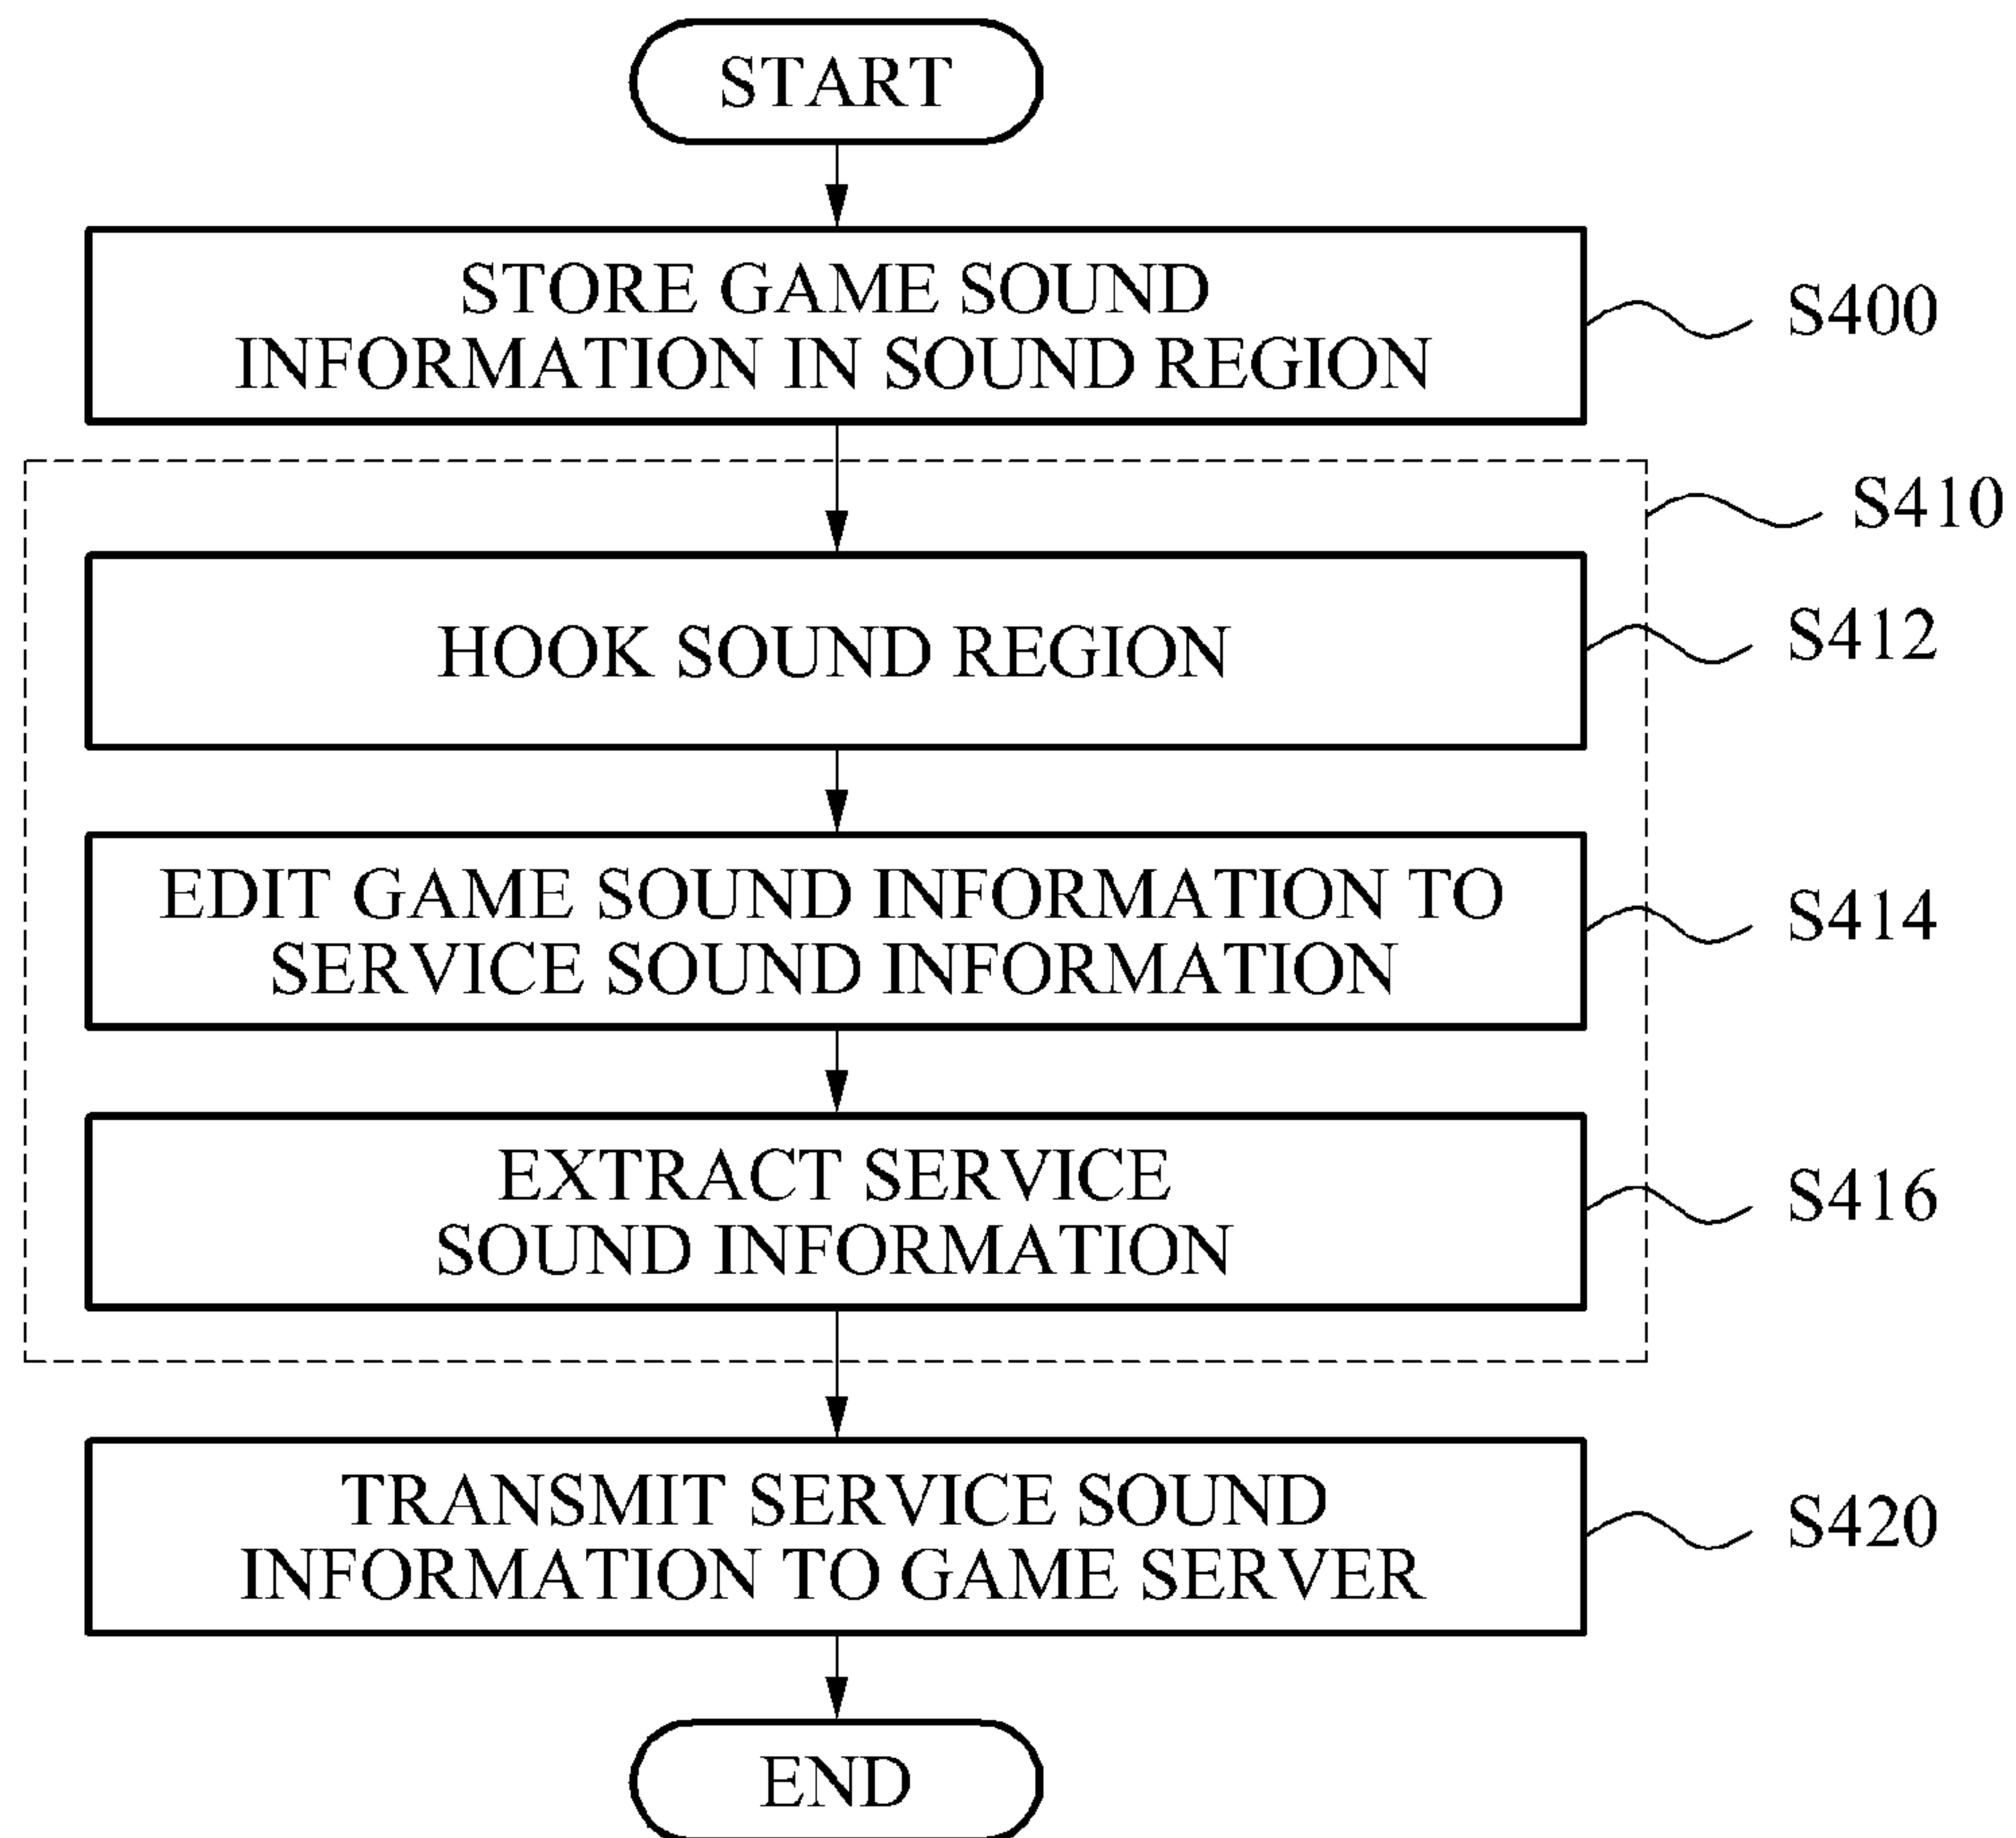 START
STORE GAME SOUND
INFORMATION IN SOUND REGION
S400
S410
HOOK SOUND REGION
S412
EDIT GAME SOUND INFORMATION TO
SERVICE SOUND INFORMATION
S414
EXTRACT SERVICE
SOUND INFORMATION
S416
TRANSMIT SERVICE SOUND
INFORMATION TO GAME SERVER
S420
END